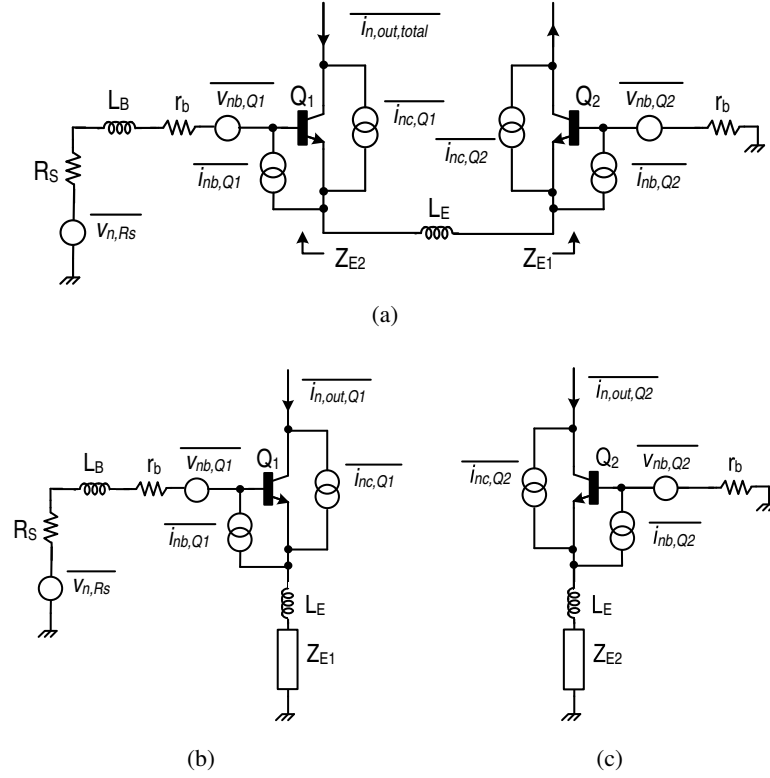 i_n,out,total
L_B
r_b
v_nb,Q1
Q_1
i_nc,Q1
i_nc,Q2
Q_2
v_nb,Q2
r_b
R_S
i_nb,Q1
i_nb,Q2
v_n,Rs
L_E
Z_E2
Z_E1
(a)
i_n,out,Q1
i_n,out,Q2
L_B
r_b
v_nb,Q1
Q_1
i_nc,Q1
i_nc,Q2
Q_2
v_nb,Q2
r_b
R_S
i_nb,Q1
i_nb,Q2
v_n,Rs
L_E
L_E
Z_E1
Z_E2
(b)
(c)